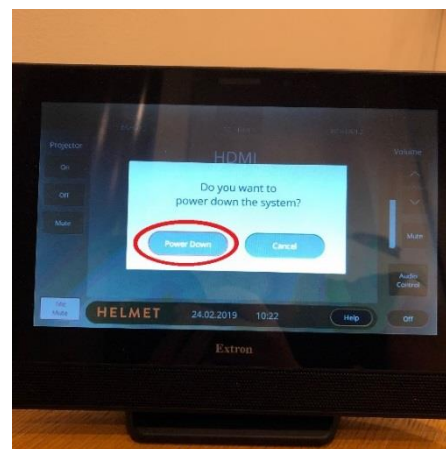 Projector
HDMI
Volume
On
Off
Mute
Do you want to
power down the system?
Power Down
Cancel
Mute
Audio
Control
Mute
HELMET
24.02.2019
10:22
Help
Off
Extron